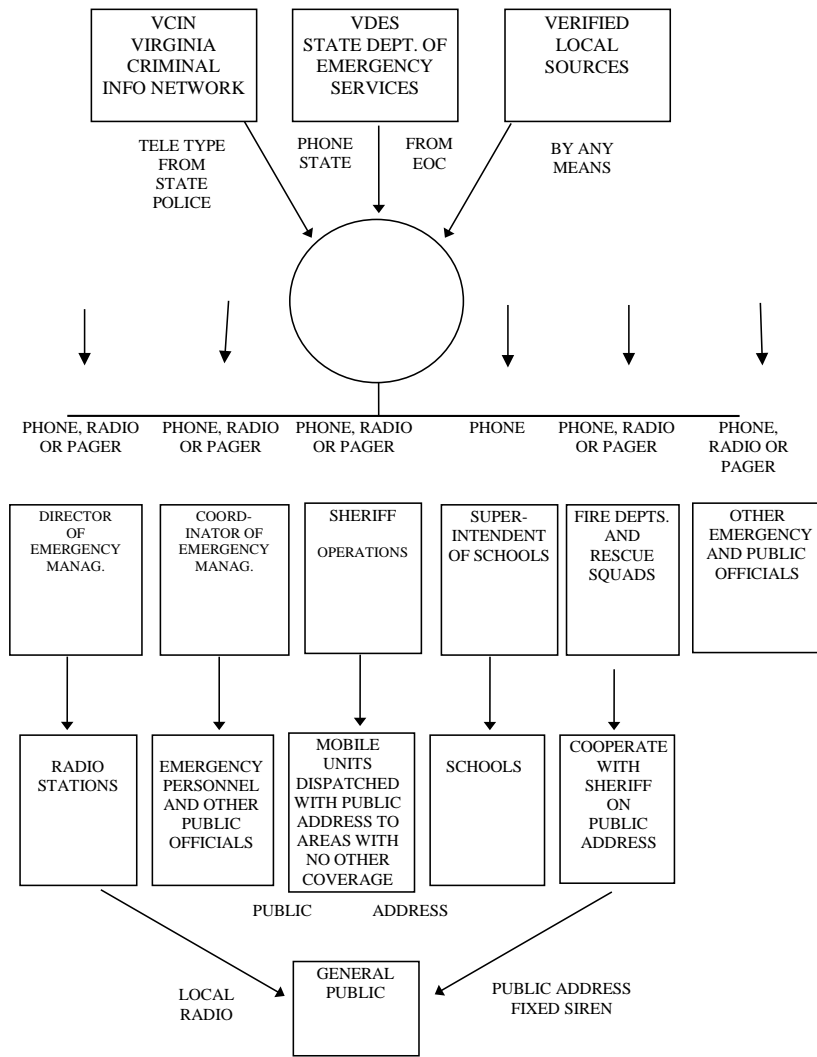 VCIN
VIRGINIA
CRIMINAL
INFO NETWORK
VDES
STATE DEPT. OF
EMERGENCY
SERVICES
VERIFIED
LOCAL
SOURCES
TELE TYPE
FROM
STATE
POLICE
PHONE FROM
STATE EOC
BY ANY
MEANS
PHONE, RADIO
OR PAGER
PHONE, RADIO
OR PAGER
PHONE, RADIO
OR PAGER
PHONE
PHONE, RADIO
OR PAGER
PHONE,
RADIO OR
PAGER
DIRECTOR
OF
EMERGENCY
MANAG.
COORD-
INATOR OF
EMERGENCY
MANAG.
SHERIFF
OPERATIONS
SUPER-
INTENDENT
OF SCHOOLS
FIRE DEPTS.
AND
RESCUE
SQUADS
OTHER
EMERGENCY
AND PUBLIC
OFFICIALS
RADIO
STATIONS
EMERGENCY
PERSONNEL
AND OTHER
PUBLIC
OFFICIALS
MOBILE
UNITS
DISPATCHED
WITH PUBLIC
ADDRESS TO
AREAS WITH
NO OTHER
COVERAGE
SCHOOLS
COOPERATE
WITH
SHERIFF
ON
PUBLIC
ADDRESS
PUBLIC ADDRESS
LOCAL
RADIO
GENERAL
PUBLIC
PUBLIC ADDRESS
FIXED SIREN